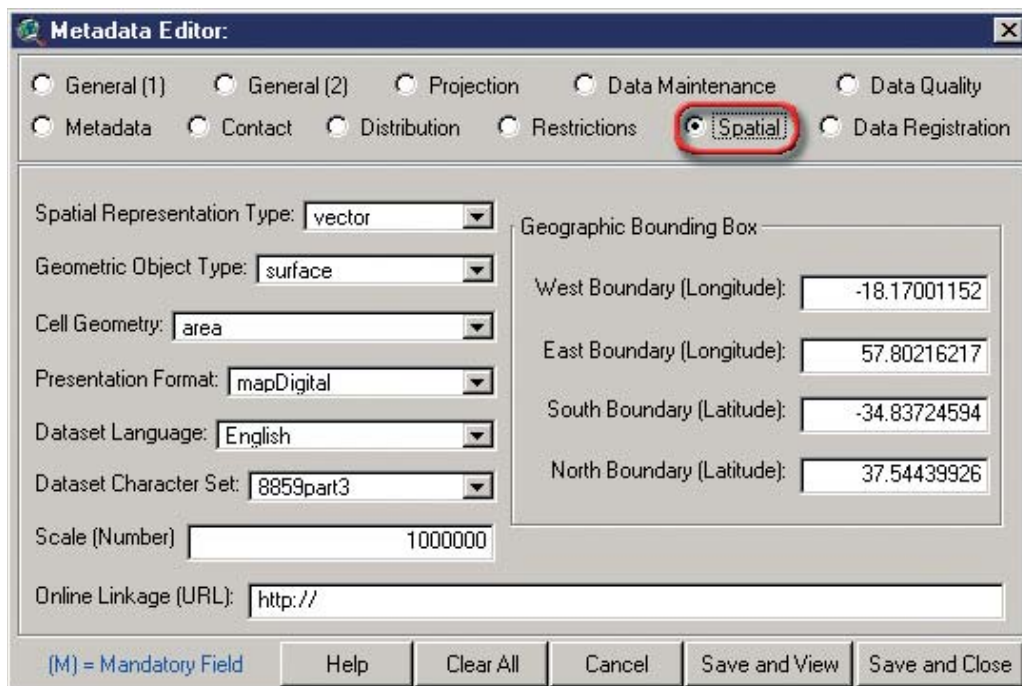 Metadata Editor:
General (1) General (2) Projection Data Maintenance Data Quality
Metadata Contact Distribution Restrictions Spatial Data Registration
Spatial Representation Type: vector
Geometric Object Type: surface
Cell Geometry: area
Presentation Format: mapDigital
Dataset Language: English
Dataset Character Set: 8859part3
Scale (Number) 1000000
Geographic Bounding Box
West Boundary (Longitude): -18.17001152
East Boundary (Longitude): 57.80216217
South Boundary (Latitude): -34.83724594
North Boundary (Latitude): 37.54439926
Online Linkage (URL): http://
(M) = Mandatory Field Help Clear All Cancel Save and View Save and Close